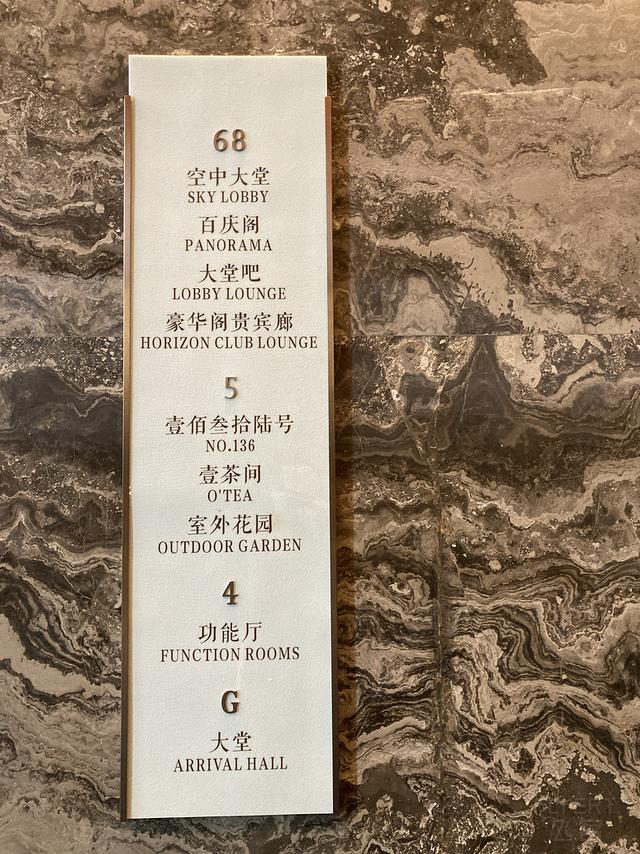 68
空中大堂
SKY LOBBY
百庆阁
PANORAMA
大堂吧
LOBBY LOUNGE
豪华阁贵宾廊
HORIZON CLUB LOUNGE
5
壹佰叁拾陆号
NO.136
壹茶间
O'TEA
室外花园
OUTDOOR GARDEN
4
功能厅
FUNCTION ROOMS
G
大堂
ARRIVAL HALL